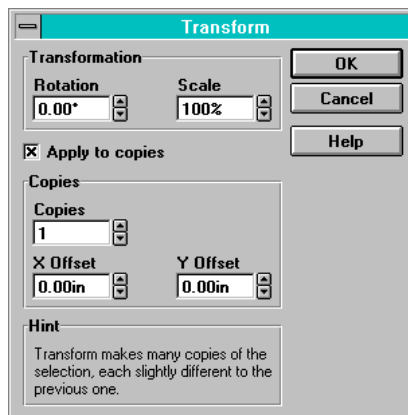 Transform
Transformation
Rotation Scale
0.00° 100%
Apply to copies
Copies
Copies
1
X Offset Y Offset
0.00in 0.00in
Hint
Transform makes many copies of the
selection, each slightly different to the
previous one.
OK
Cancel
Help